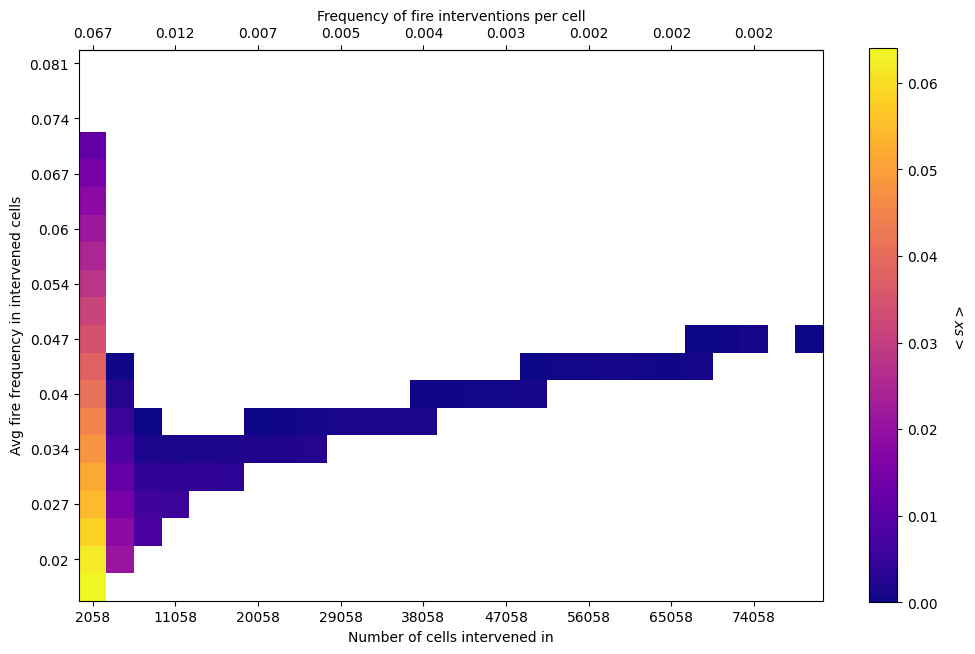 Frequency of fire interventions per cell
0.067 0.012 0.007 0.005 0.004 0.003 0.002 0.002 0.002
0.081
0.074
0.067
0.06
0.054
0.047
0.04
0.034
0.027
0.02
Avg fire frequency in intervened cells
2058 11058 20058 29058 38058 47058 56058 65058 74058
Number of cells intervened in
0.06
0.05
0.04
0.03
0.02
0.01
0.00
< sx >